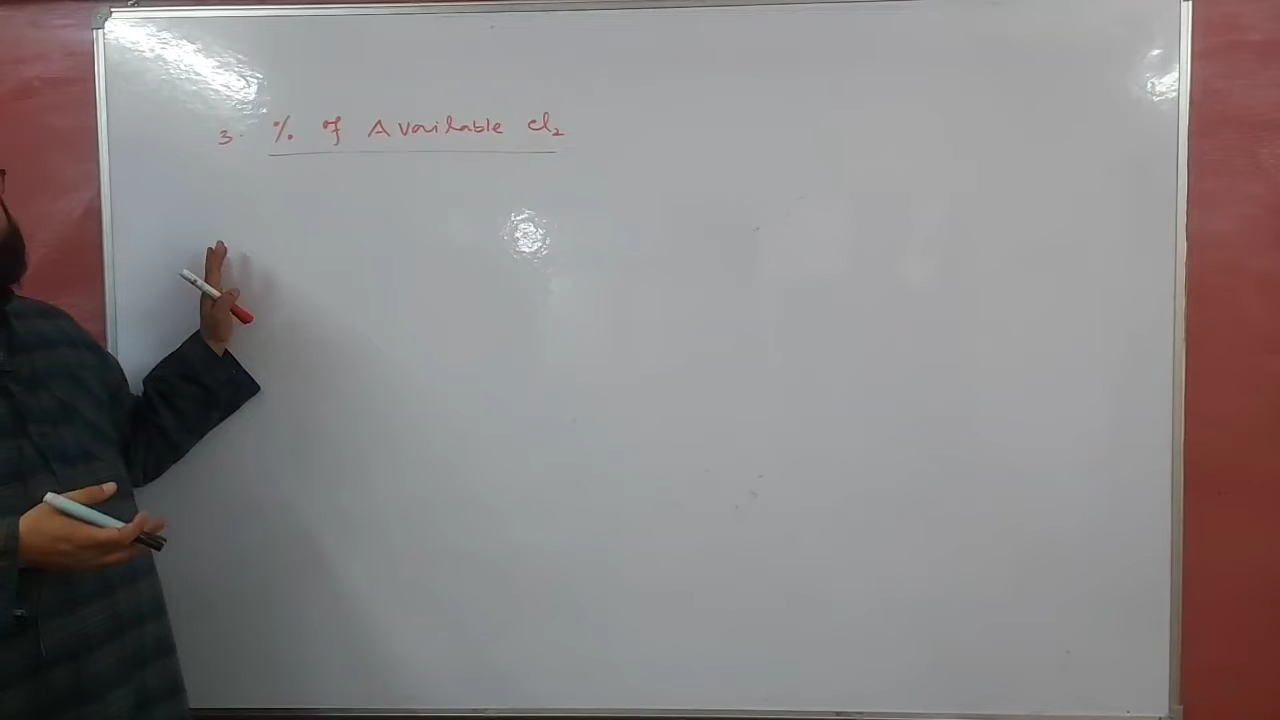 3. % of Available Cl₂